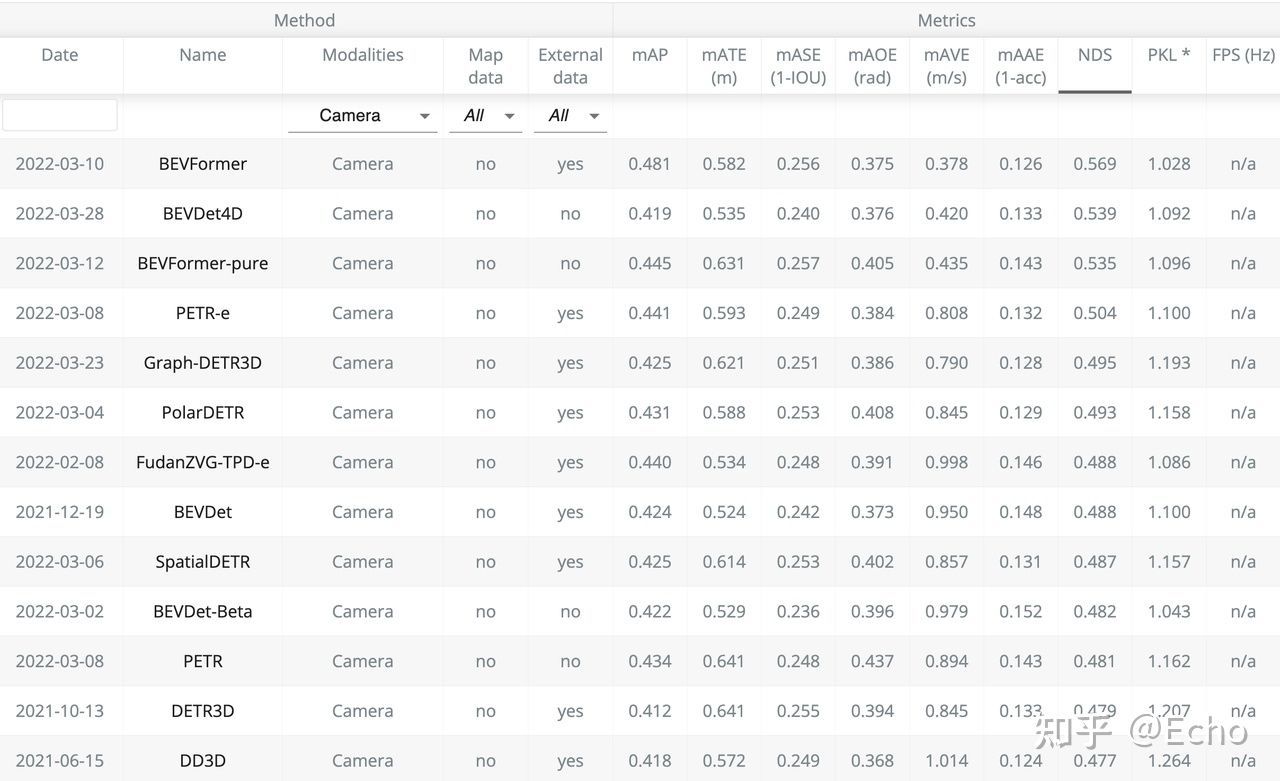 Method Metrics
Date Name Modalities Map data External data mAP mATE (m) mASE (1-IOU) mAOE (rad) mAVE (m/s) mAAE (1-acc) NDS PKL * FPS (Hz)
Camera All All
2022-03-10 BEVFormer Camera no yes 0.481 0.582 0.256 0.375 0.378 0.126 0.569 1.028 n/a
2022-03-28 BEVDet4D Camera no no 0.419 0.535 0.240 0.376 0.420 0.133 0.539 1.092 n/a
2022-03-12 BEVFormer-pure Camera no no 0.445 0.631 0.257 0.405 0.435 0.143 0.535 1.096 n/a
2022-03-08 PETR-e Camera no yes 0.441 0.593 0.249 0.384 0.808 0.132 0.504 1.100 n/a
2022-03-23 Graph-DETR3D Camera no yes 0.425 0.621 0.251 0.386 0.790 0.128 0.495 1.193 n/a
2022-03-04 PolarDETR Camera no yes 0.431 0.588 0.253 0.408 0.845 0.129 0.493 1.158 n/a
2022-02-08 FudanZVG-TPD-e Camera no yes 0.440 0.534 0.248 0.391 0.998 0.146 0.488 1.086 n/a
2021-12-19 BEVDet Camera no yes 0.424 0.524 0.242 0.373 0.950 0.148 0.488 1.100 n/a
2022-03-06 SpatialDETR Camera no yes 0.425 0.614 0.253 0.402 0.857 0.131 0.487 1.157 n/a
2022-03-02 BEVDet-Beta Camera no no 0.422 0.529 0.236 0.396 0.979 0.152 0.482 1.043 n/a
2022-03-08 PETR Camera no no 0.434 0.641 0.248 0.437 0.894 0.143 0.481 1.162 n/a
2021-10-13 DETR3D Camera no yes 0.412 0.641 0.255 0.394 0.845 0.133 0.479 1.207 n/a
知乎 @Echo
2021-06-15 DD3D Camera no yes 0.418 0.572 0.249 0.368 1.014 0.124 0.477 1.264 n/a